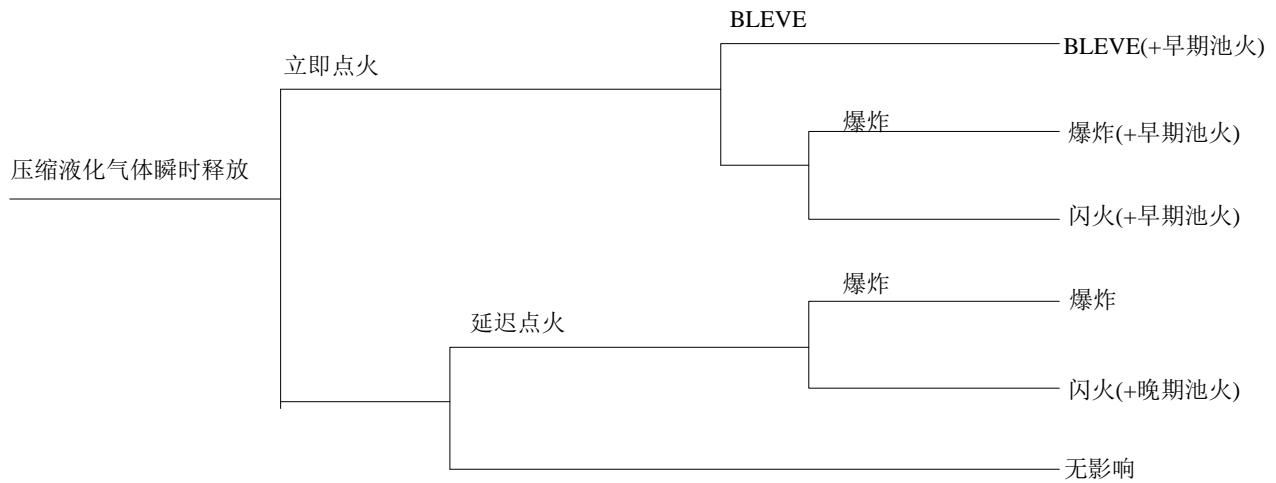 BLEVE
BLEVE(+早期池火)
立即点火
爆炸
爆炸(+早期池火)
压缩液化气体瞬时释放
闪火(+早期池火)
爆炸
爆炸
延迟点火
闪火(+晚期池火)
无影响